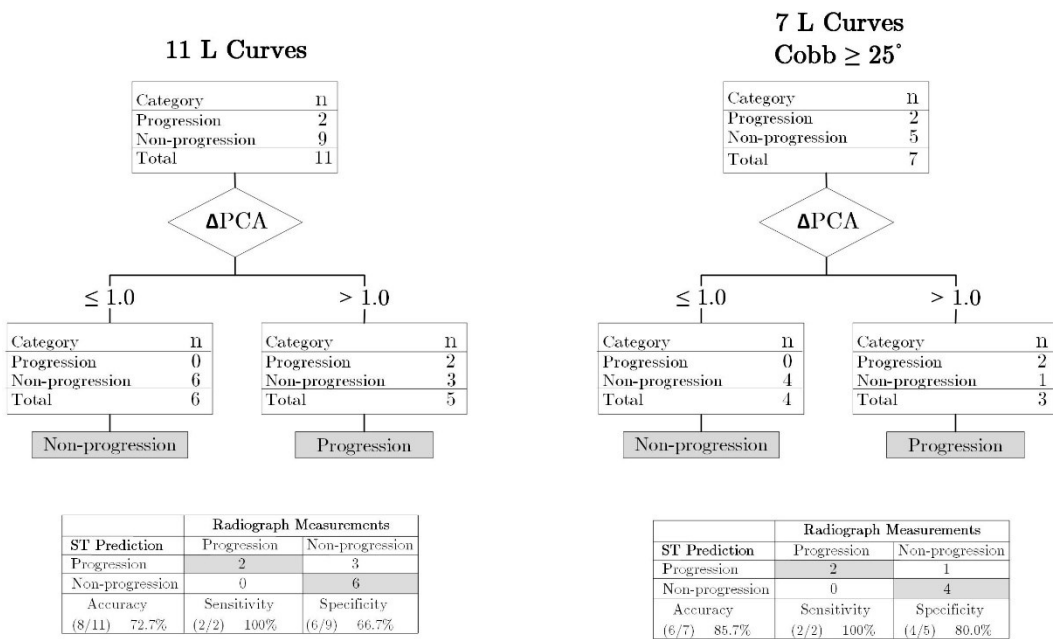 11 L Curves
Category n
Progression 2
Non-progression 9
Total 11
ΔPCA
≤ 1.0
> 1.0
Category n
Progression 0
Non-progression 6
Total 6
Non-progression
Category n
Progression 2
Non-progression 3
Total 5
Progression
Radiograph Measurements
ST Prediction Progression Non-progression
Progression 2 3
Non-progression 0 6
Accuracy Sensitivity Specificity
(8/11) 72.7% (2/2) 100% (6/9) 66.7%
7 L Curves
Cobb ≥ 25°
Category n
Progression 2
Non-progression 5
Total 7
ΔPCA
≤ 1.0
> 1.0
Category n
Progression 0
Non-progression 4
Total 4
Non-progression
Category n
Progression 2
Non-progression 1
Total 3
Progression
Radiograph Measurements
ST Prediction Progression Non-progression
Progression 2 1
Non-progression 0 4
Accuracy Sensitivity Specificity
(6/7) 85.7% (2/2) 100% (4/5) 80.0%